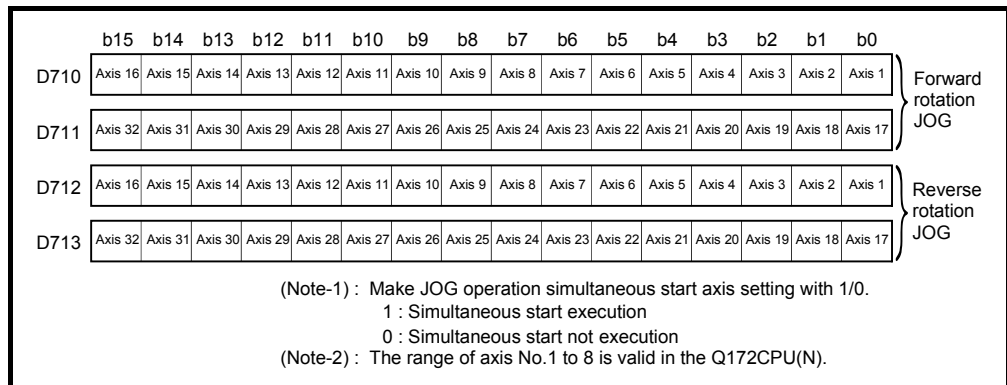 b15 b14 b13 b12 b11 b10 b9 b8 b7 b6 b5 b4 b3 b2 b1 b0
D710 Axis 16 Axis 15 Axis 14 Axis 13 Axis 12 Axis 11 Axis 10 Axis 9 Axis 8 Axis 7 Axis 6 Axis 5 Axis 4 Axis 3 Axis 2 Axis 1
Forward
rotation
JOG
D711 Axis 32 Axis 31 Axis 30 Axis 29 Axis 28 Axis 27 Axis 26 Axis 25 Axis 24 Axis 23 Axis 22 Axis 21 Axis 20 Axis 19 Axis 18 Axis 17
D712 Axis 16 Axis 15 Axis 14 Axis 13 Axis 12 Axis 11 Axis 10 Axis 9 Axis 8 Axis 7 Axis 6 Axis 5 Axis 4 Axis 3 Axis 2 Axis 1
Reverse
rotation
JOG
D713 Axis 32 Axis 31 Axis 30 Axis 29 Axis 28 Axis 27 Axis 26 Axis 25 Axis 24 Axis 23 Axis 22 Axis 21 Axis 20 Axis 19 Axis 18 Axis 17
(Note-1) : Make JOG operation simultaneous start axis setting with 1/0.
1 : Simultaneous start execution
0 : Simultaneous start not execution
(Note-2) : The range of axis No.1 to 8 is valid in the Q172CPU(N).